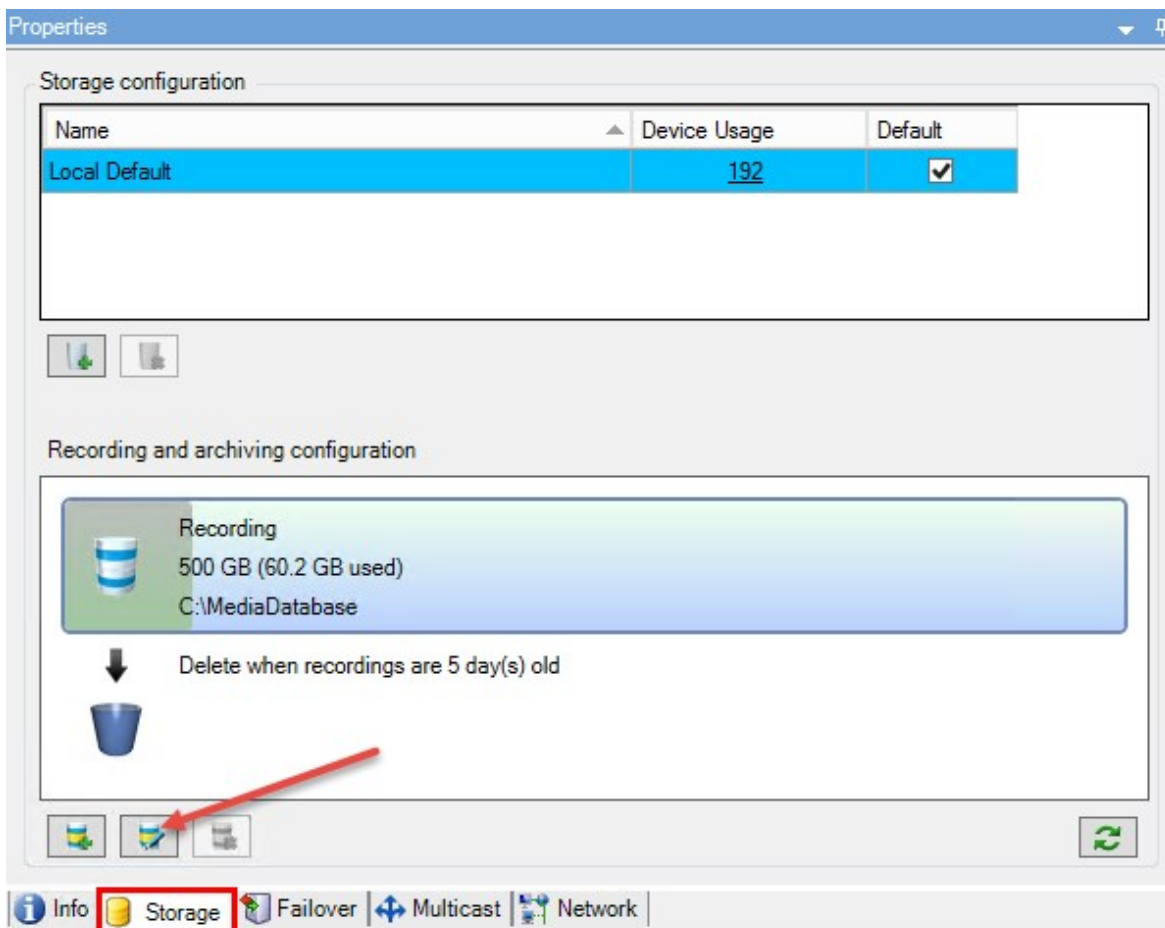 Properties
Storage configuration
Name Device Usage Default
Local Default 192
Recording and archiving configuration
Recording
500 GB (60.2 GB used)
C:\MediaDatabase
Delete when recordings are 5 day(s) old
Info Storage Failover Multicast Network